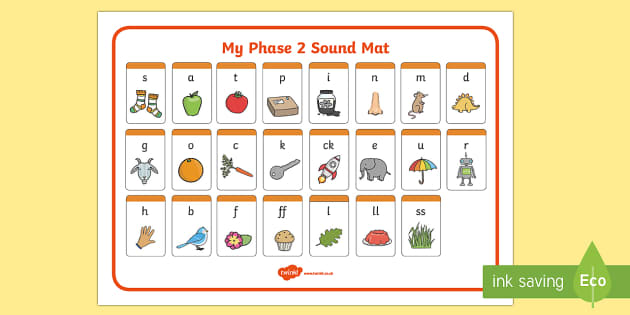 My Phase 2 Sound Mat
s a t p i n m d
g o c k ck e u r
h b f ff l ll ss
twinkl www.twinkl.co.uk
ink saving Eco